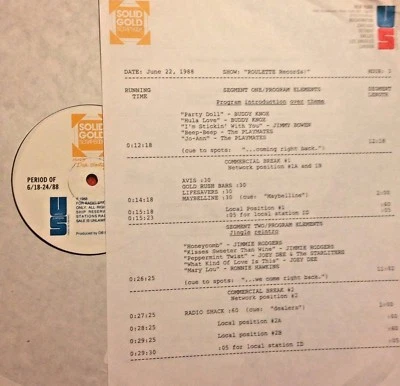 SOLID
GOLD
U
S
DATE: June 22, 1988 SHOW: "ROULETTE Records!" HOUR: 3
RUNNING TIME
SEGMENT ONE/PROGRAM ELEMENTS
SEGMENT LENGTH
Program introduction over theme
"Party Doll" - BUDDY KNOX
"Hula Love" - BUDDY KNOX
"I'm Stickin' With You" - JIMMY BOWEN
"Beep-Beep - The PLAYMATES
"Jo-Ann" - The PLAYMATES
0:12:18 12:18
(cue to spots: "...coming right back.")
COMMERCIAL BREAK #1
Network position #1A and 1B
AVIA :30
GOLD RUSH BARS :30
LIFESAVERS :30
0:14:18 MAYBELLINE :30 (cue: "Maybelline") 2:00
0:15:18 Local Position #1 :60
0:15:23 :05 for local station ID :05
SEGMENT TWO/PROGRAM ELEMENTS
Jingle reintro
"Honeycomb" - JIMMIE RODGERS
"Kisses Sweeter Than Wine" - JIMMIE RODGERS
"Peppermint Twist" - JOEY DEE & The STARLITERS
"What Kind Of Love Is This" - JOEY DEE
"Mary Lou" - RONNIE HAWKINS
0:26:25 11:02
(cue to spots: "...we come right back.")
COMMERCIAL BREAK #1
Network position #2
0:27:25 RADIO SHACK :60 (cue: "dealers")
0:28:25 Local position #2A :60
0:29:25 Local position #2B :60
0:29:30 :05 for local station ID :05
SOLID
GOLD
PERIOD OF
6/18-24/88
U
S